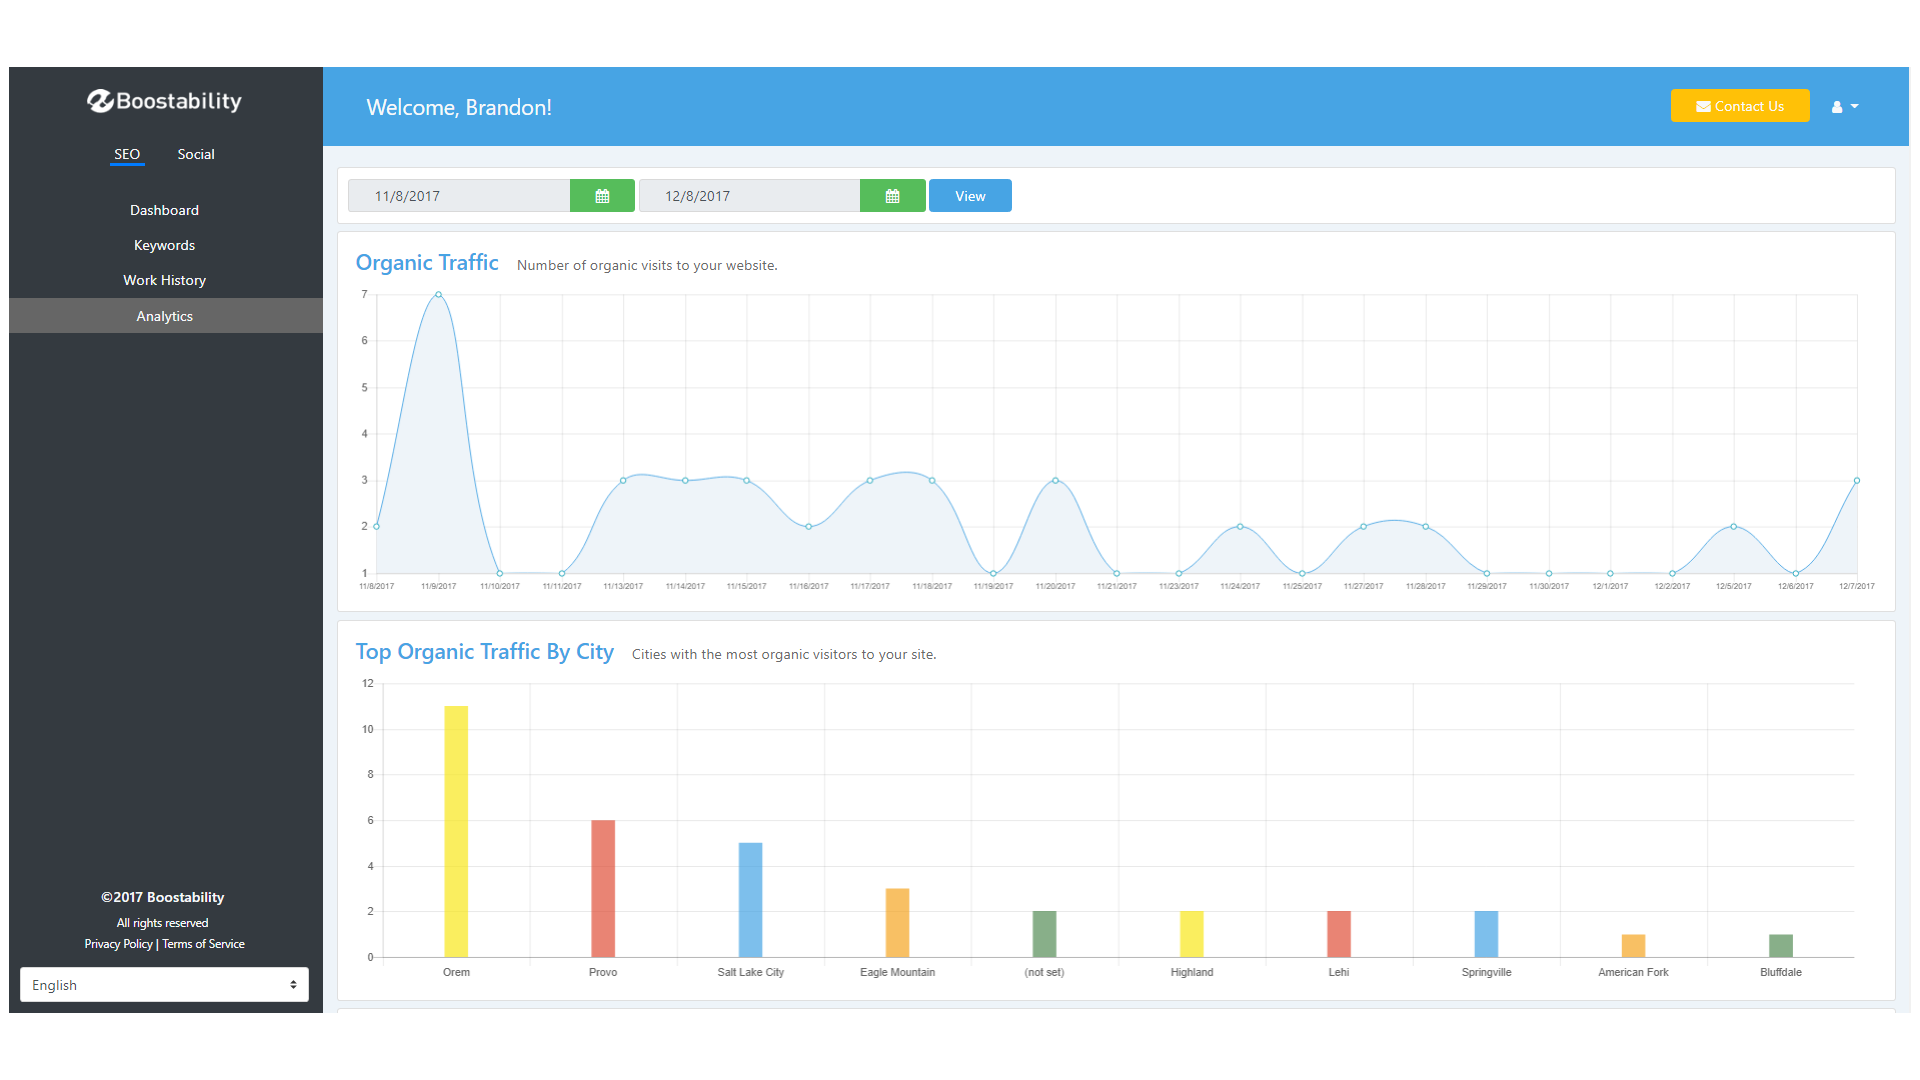 Boostability
Welcome, Brandon!
Contact Us
SEO Social
Dashboard
Keywords
Work History
Analytics
11/8/2017 12/8/2017 View
Organic Traffic Number of organic visits to your website.
7
6
5
4
3
2
1
11/8/2017 11/9/2017 11/10/2017 11/11/2017 11/13/2017 11/14/2017 11/15/2017 11/16/2017 11/17/2017 11/18/2017 11/19/2017 11/20/2017 11/21/2017 11/23/2017 11/24/2017 11/25/2017 11/27/2017 11/28/2017 11/29/2017 11/30/2017 12/1/2017 12/2/2017 12/5/2017 12/6/2017 12/7/2017
Top Organic Traffic By City Cities with the most organic visitors to your site.
12
10
8
6
4
2
0
Orem Provo Salt Lake City Eagle Mountain (not set) Highland Lehi Springville American Fork Bluffdale
©2017 Boostability
All rights reserved
Privacy Policy | Terms of Service
English